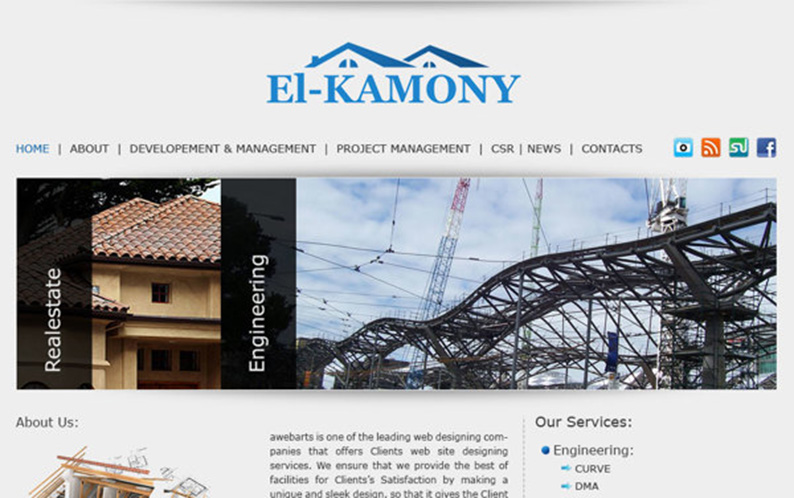 El-KAMONY
HOME | ABOUT | DEVELOPEMENT & MANAGEMENT | PROJECT MANAGEMENT | CSR | NEWS | CONTACTS
Realestate
Engineering
About Us:
awebarts is one of the leading web designing com-
panies that offers Clients web site designing
services. We ensure that we provide the best of
facilities for Clients's Satisfaction by making a
unique and sleek design, so that it gives the Client
Our Services:
Engineering:
CURVE
DMA